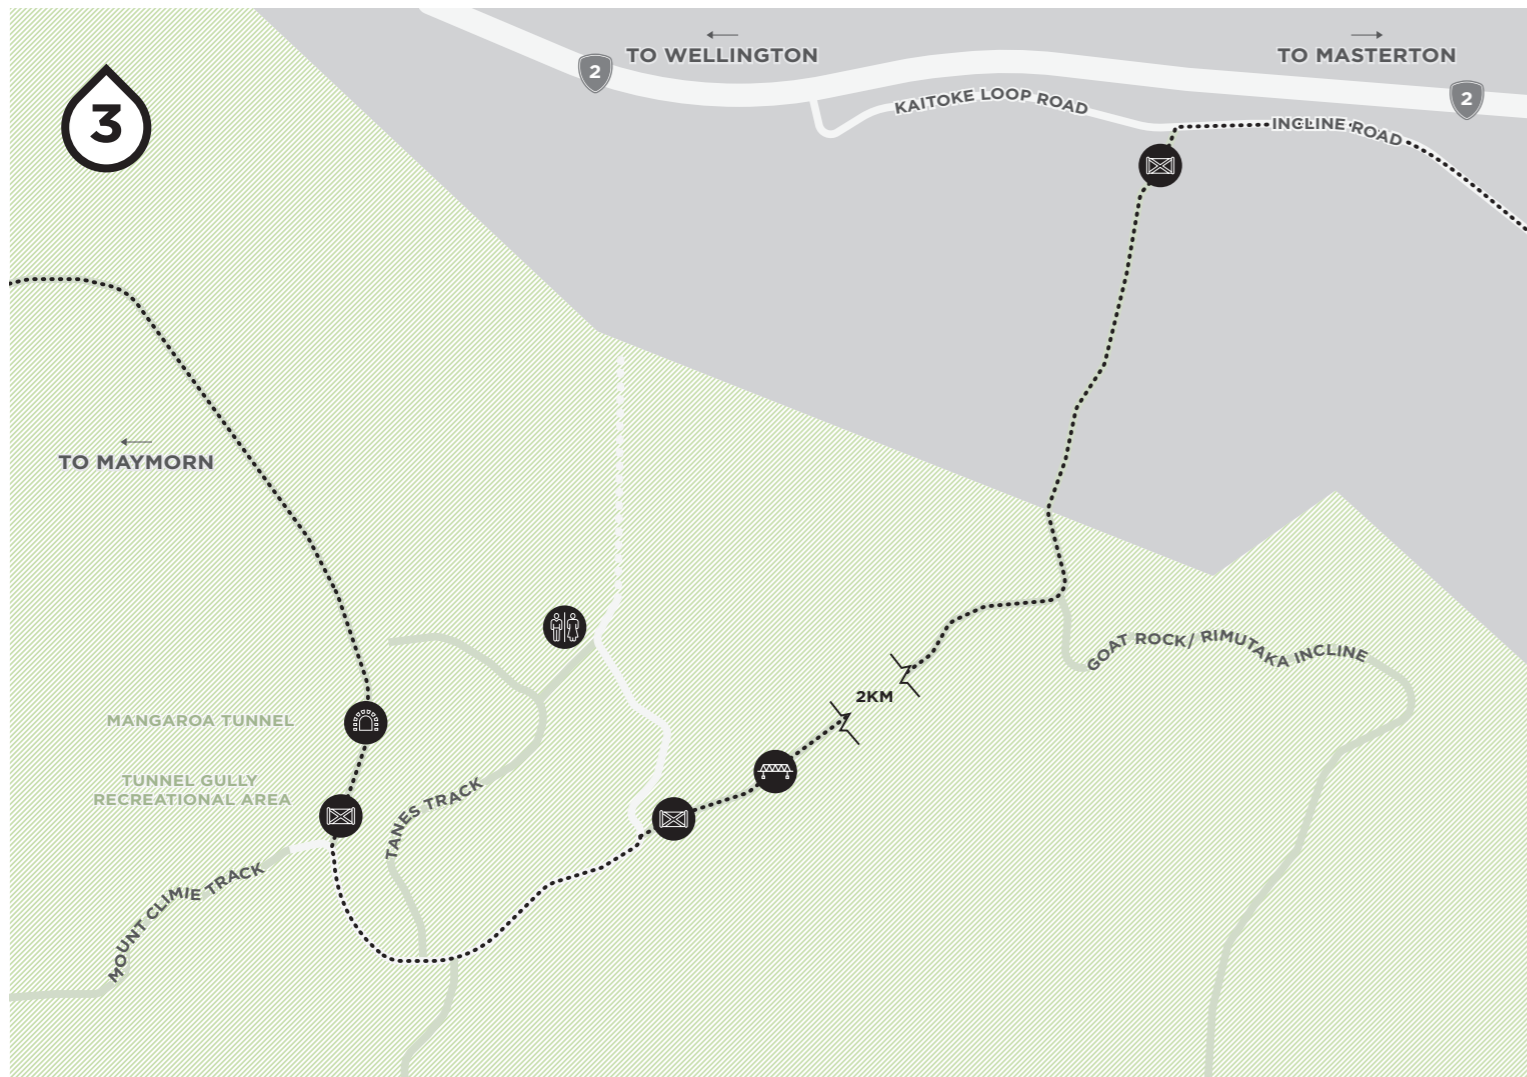 TO WELLINGTON
TO MASTERTON
2
2
3
KAITOKE LOOP ROAD
INCLINE ROAD
TO MAYMORN
GOAT ROCK/ RIMUTAKA INCLINE
2KM
MANGAROA TUNNEL
TUNNEL GULLY
RECREATIONAL AREA
TANES TRACK
MOUNT CLIMIE TRACK